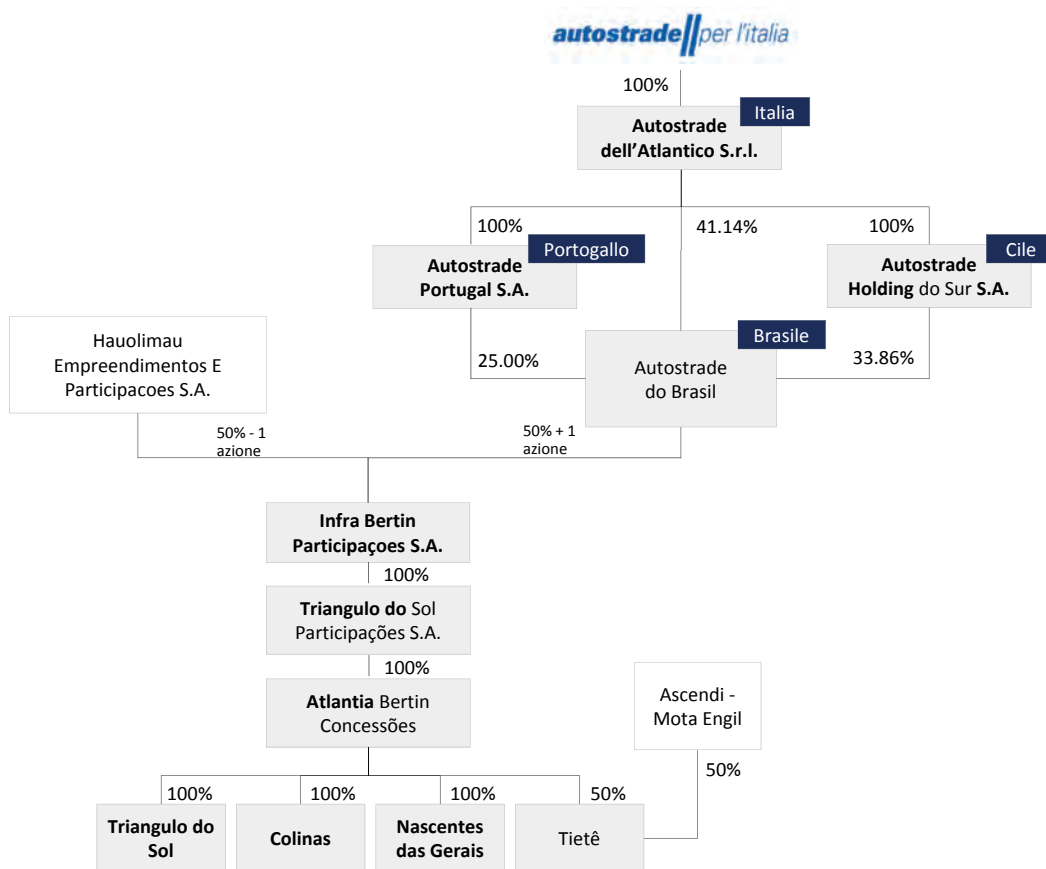 autostrade//per l'italia
100%
Italia
Autostrade
dell'Atlantico S.r.l.
100%
41.14%
100%
Portogallo
Cile
Autostrade
Portugal S.A.
Autostrade
Holding do Sur S.A.
Hauolimau
Empreendimentos E
Participacoes S.A.
Brasile
25.00%
33.86%
Autostrade
do Brasil
50% - 1
azione
50% + 1
azione
Infra Bertin
Participaçoes S.A.
100%
Triangulo do Sol
Participações S.A.
100%
Atlantia Bertin
Concessões
Ascendi -
Mota Engil
50%
100%
100%
100%
50%
Triangulo do
Sol
Colinas
Nascentes
das Gerais
Tietê